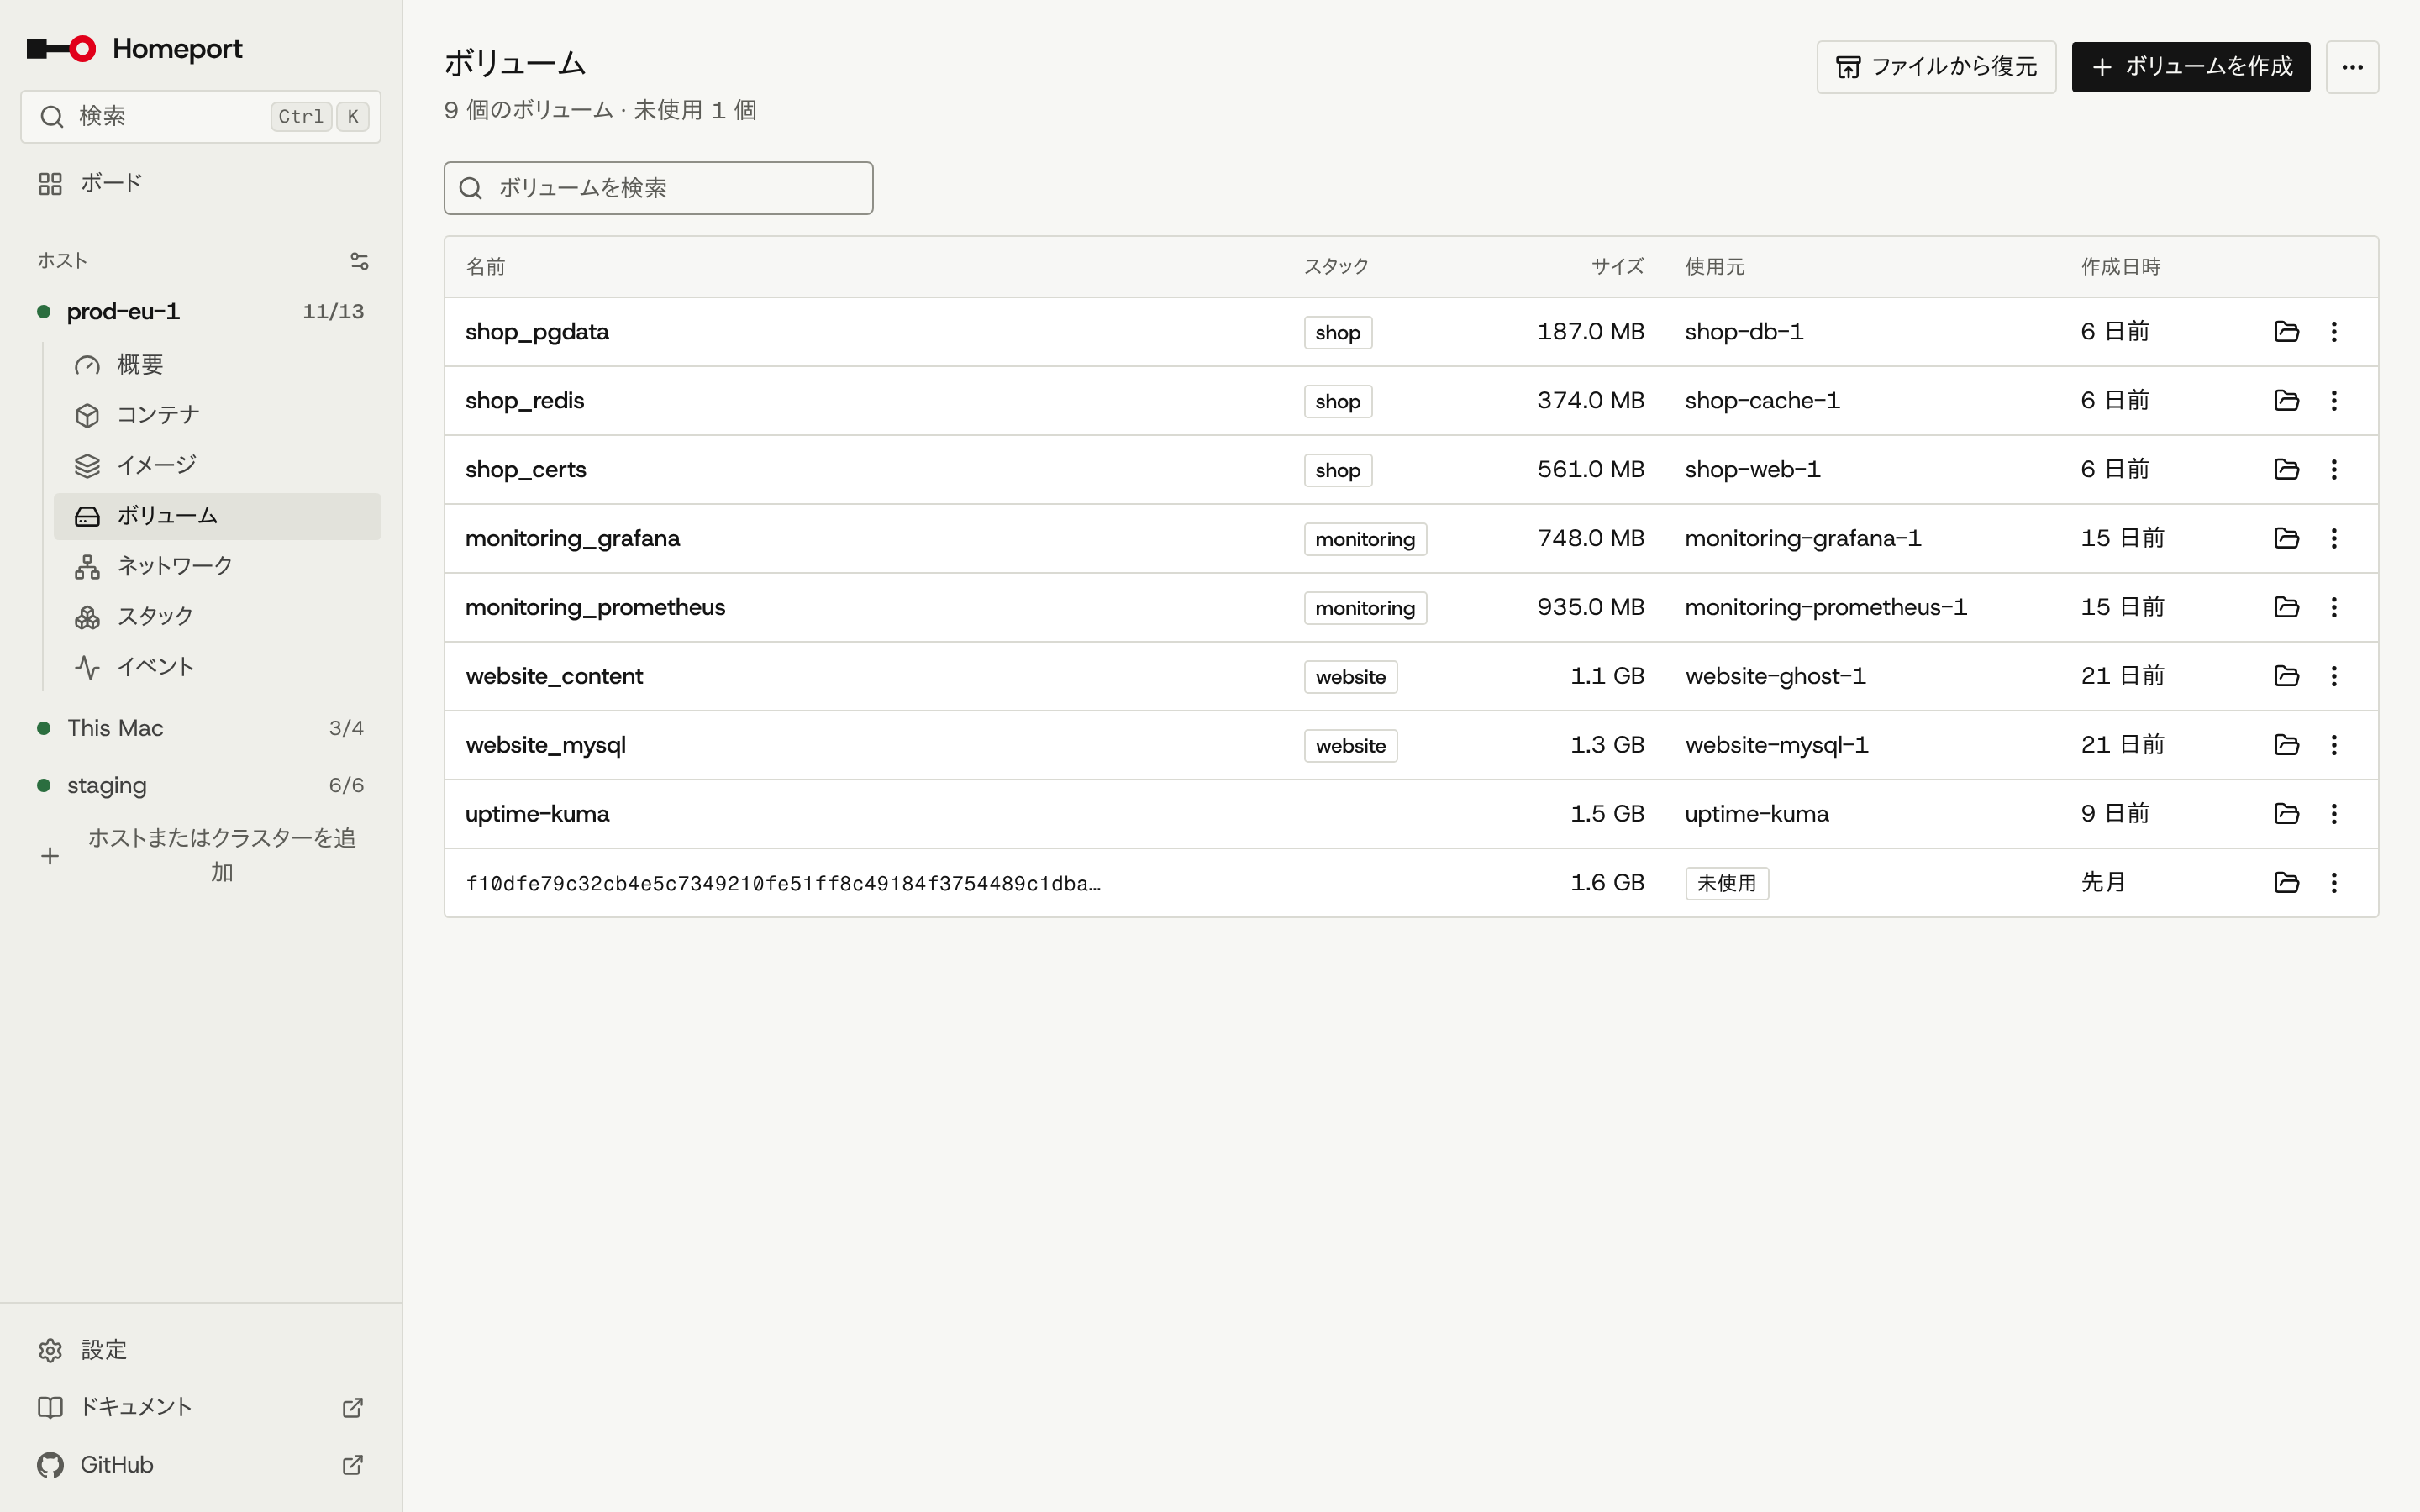 Homeport
検索 Ctrl K
ボード
ホスト
prod-eu-1 11/13
概要
コンテナ
イメージ
ボリューム
ネットワーク
スタック
イベント
This Mac 3/4
staging 6/6
ホストまたはクラスターを追
加
設定
ドキュメント
GitHub
ボリューム
9 個のボリューム · 未使用 1 個
ファイルから復元
ボリュームを作成
ボリュームを検索
名前 スタック サイズ 使用元 作成日時
shop_pgdata shop 187.0 MB shop-db-1 6 日前
shop_redis shop 374.0 MB shop-cache-1 6 日前
shop_certs shop 561.0 MB shop-web-1 6 日前
monitoring_grafana monitoring 748.0 MB monitoring-grafana-1 15 日前
monitoring_prometheus monitoring 935.0 MB monitoring-prometheus-1 15 日前
website_content website 1.1 GB website-ghost-1 21 日前
website_mysql website 1.3 GB website-mysql-1 21 日前
uptime-kuma 1.5 GB uptime-kuma 9 日前
f10dfe79c32cb4e5c7349210fe51ff8c49184f3754489c1dba… 1.6 GB 未使用 先月